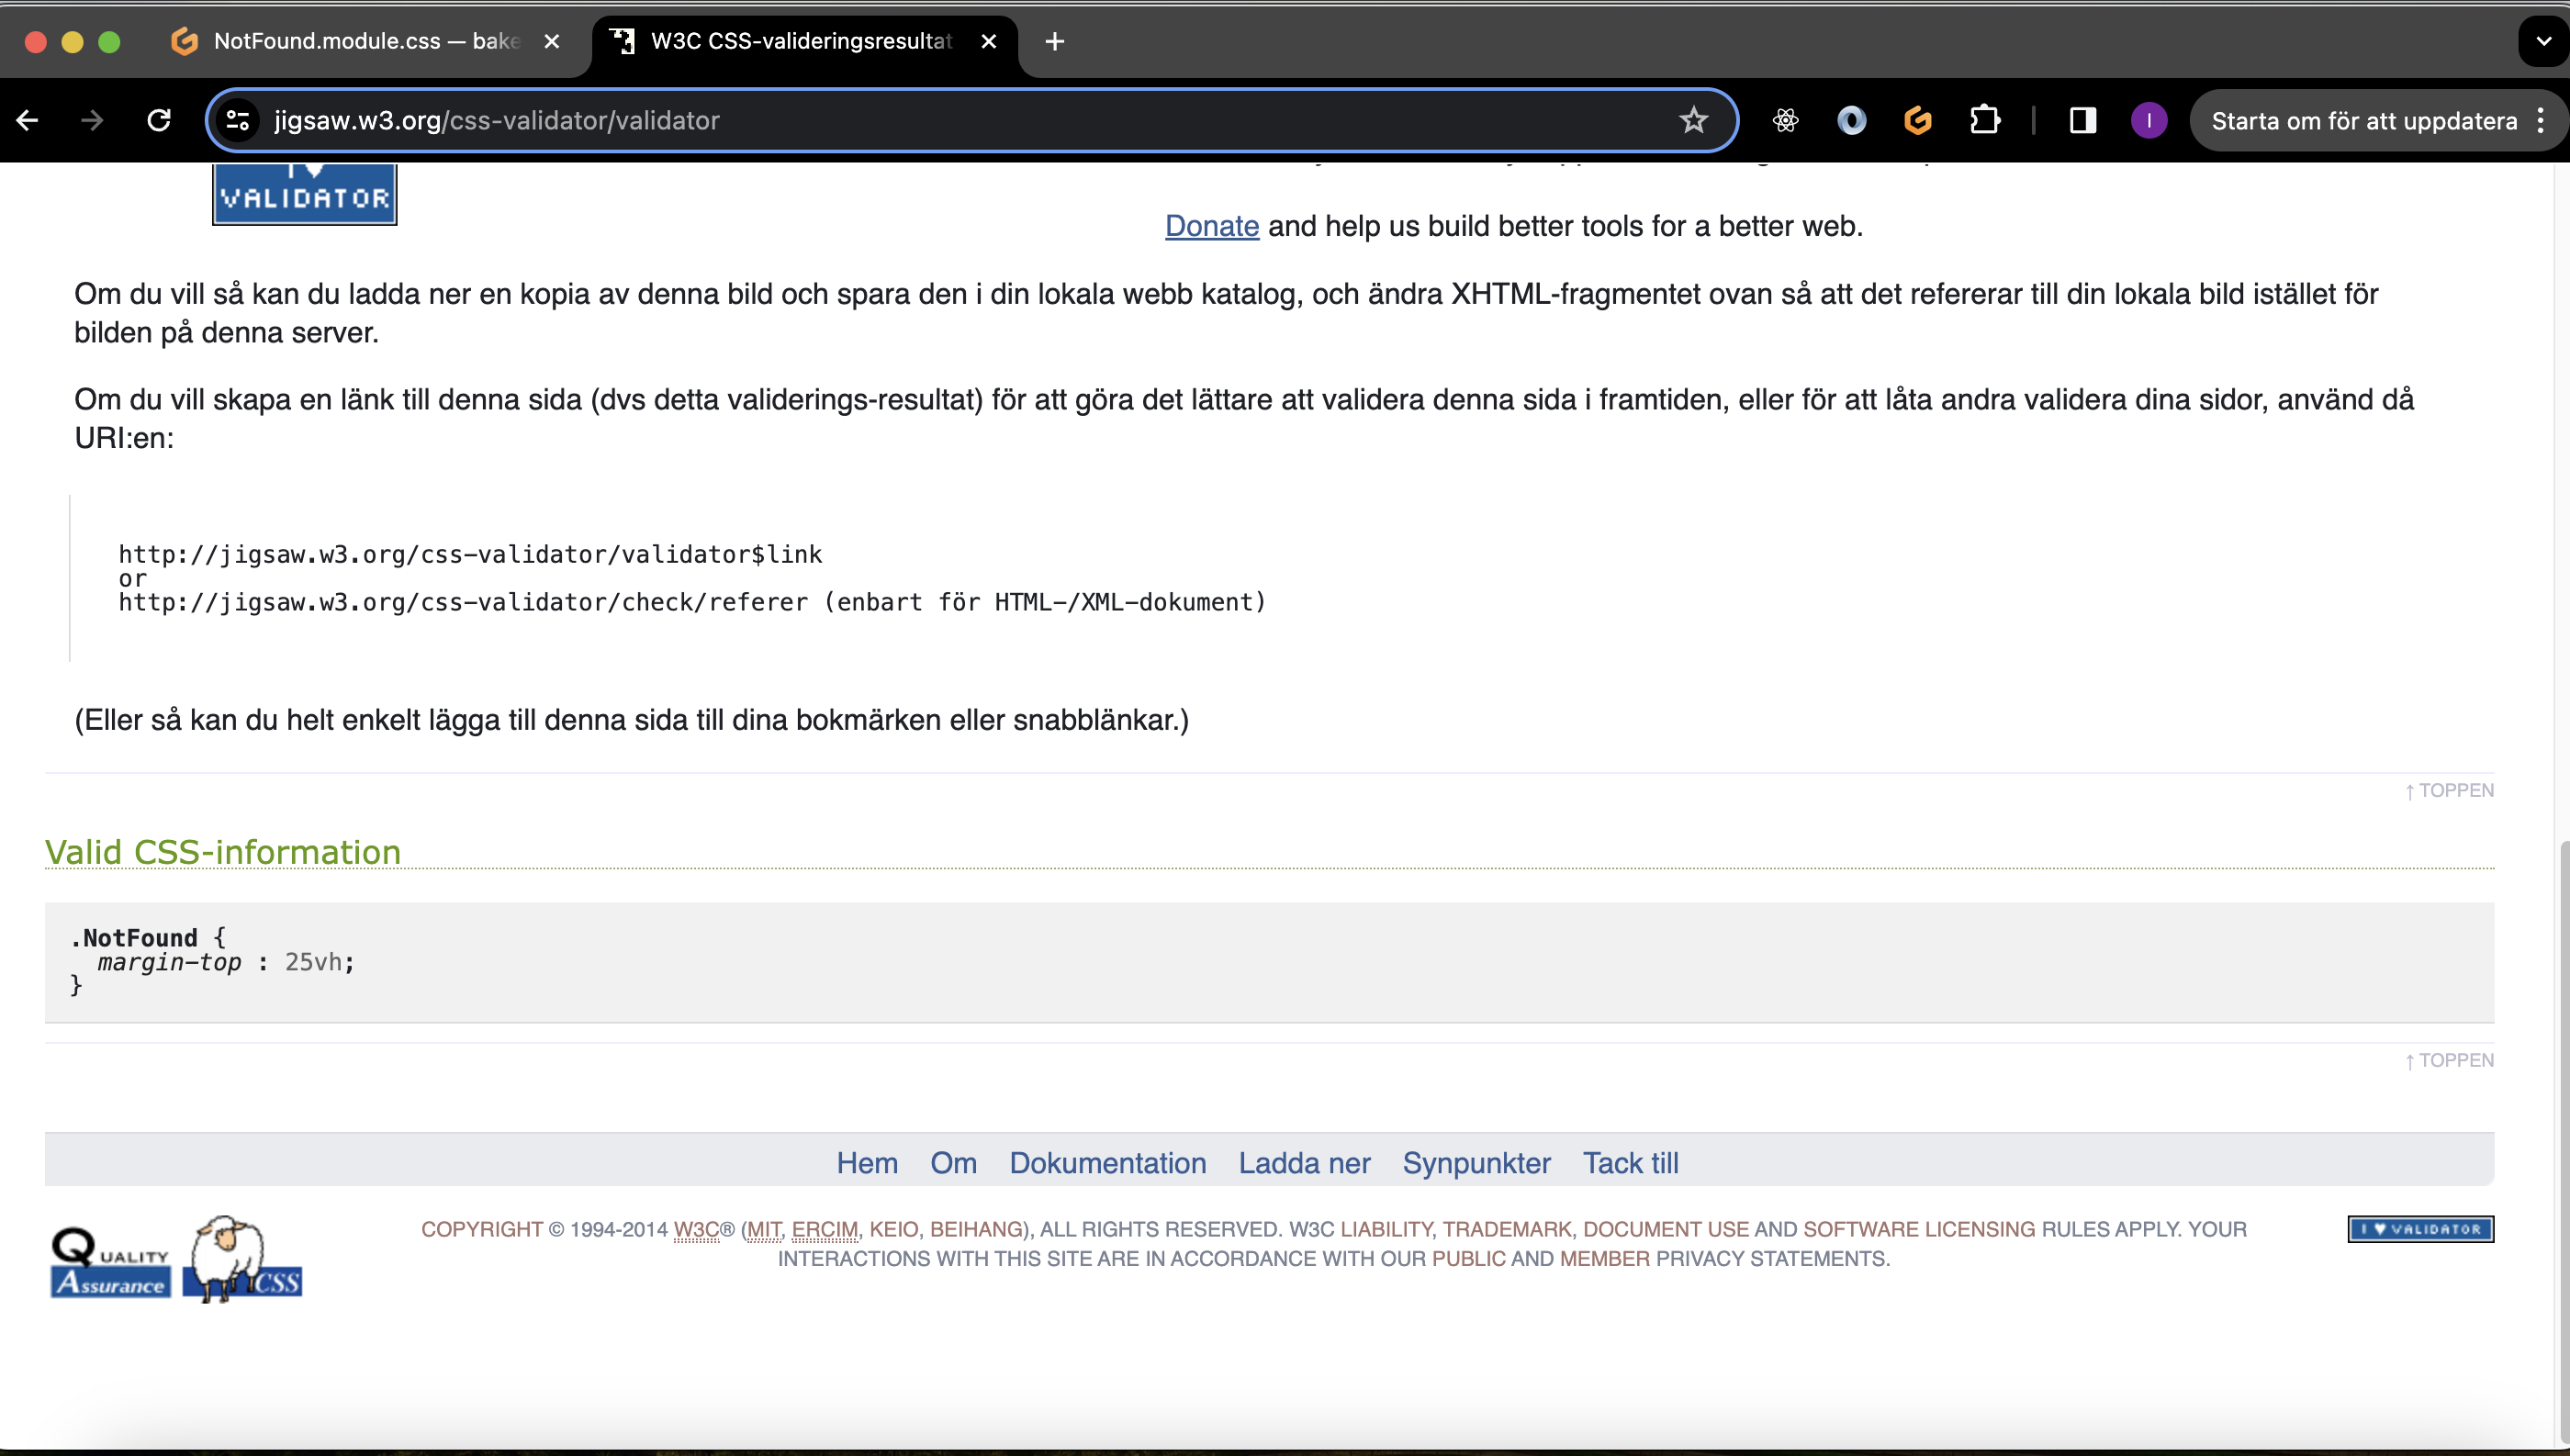 NotFound.module.css — bake
W3C CSS-valideringsresultat
jigsaw.w3.org/css-validator/validator
Starta om för att uppdatera
VALIDATOR
Donate and help us build better tools for a better web.
Om du vill så kan du ladda ner en kopia av denna bild och spara den i din lokala webb katalog, och ändra XHTML-fragmentet ovan så att det refererar till din lokala bild istället för
bilden på denna server.
Om du vill skapa en länk till denna sida (dvs detta validerings-resultat) för att göra det lättare att validera denna sida i framtiden, eller för att låta andra validera dina sidor, använd då
URI:en:
http://jigsaw.w3.org/css-validator/validator$link
or
http://jigsaw.w3.org/css-validator/check/referer (enbart för HTML-/XML-dokument)
(Eller så kan du helt enkelt lägga till denna sida till dina bokmärken eller snabblänkar.)
↑ TOPPEN
Valid CSS-information
.NotFound {
margin-top : 25vh;
}
↑ TOPPEN
Hem Om Dokumentation Ladda ner Synpunkter Tack till
QUALITY
Assurance
CSS
COPYRIGHT © 1994-2014 W3C® (MIT, ERCIM, KEIO, BEIHANG), ALL RIGHTS RESERVED. W3C LIABILITY, TRADEMARK, DOCUMENT USE AND SOFTWARE LICENSING RULES APPLY. YOUR
INTERACTIONS WITH THIS SITE ARE IN ACCORDANCE WITH OUR PUBLIC AND MEMBER PRIVACY STATEMENTS.
I ♥ VALIDATOR